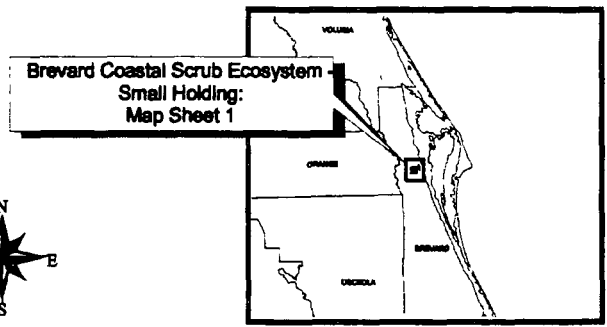 Brevard Coastal Scrub Ecosystem -
Small Holding:
Map Sheet 1
VOLUSIA
ORANGE
BREVARD
OSCEOLA
N
E
S